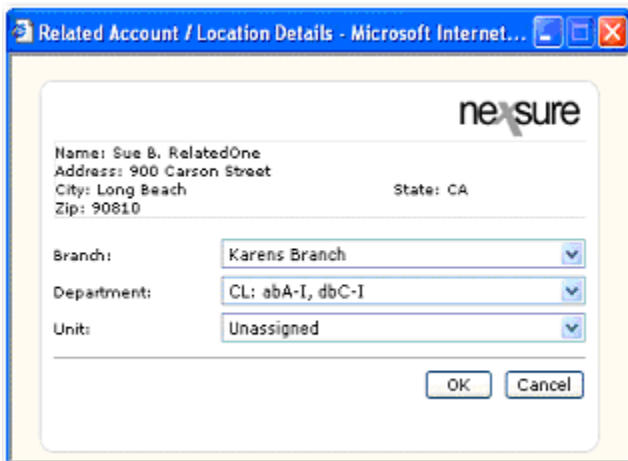 Related Account / Location Details - Microsoft Internet...
nexsure
Name: Sue B. RelatedOne
Address: 900 Carson Street
City: Long Beach State: CA
Zip: 90810
Branch: Karens Branch
Department: CL: abA-I, dbC-I
Unit: Unassigned
OK Cancel